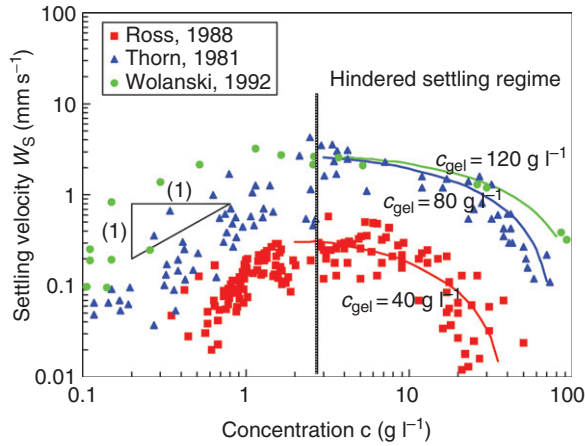 Ross, 1988
Thorn, 1981
Wolanski, 1992
Hindered settling regime
c_gel = 120 g l⁻¹
c_gel = 80 g l⁻¹
c_gel = 40 g l⁻¹
(1)
(1)
Settling velocity W_S (mm s⁻¹)
100
10
1
0.1
0.01
0.1
1
10
100
Concentration c (g l⁻¹)